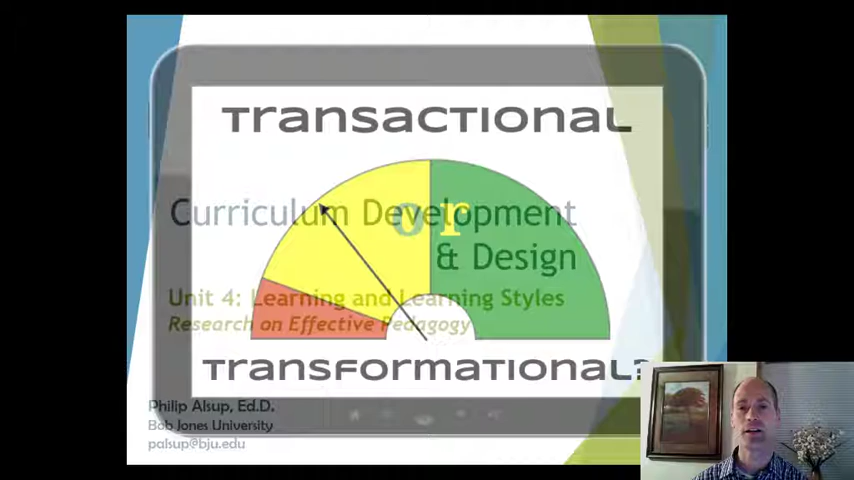 Transactional
Curriculum Development
or
& Design
Unit 4: Learning and Learning Styles
Research on Effective Pedagogy
Transformational?
Philip Alsup, Ed.D.
Bob Jones University
palsup@bju.edu